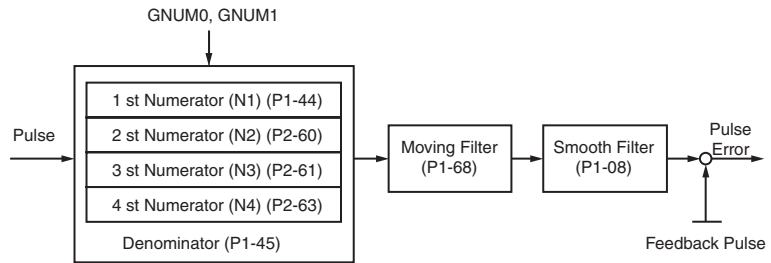 GNUM0, GNUM1
1 st Numerator (N1) (P1-44)
2 st Numerator (N2) (P2-60)
3 st Numerator (N3) (P2-61)
4 st Numerator (N4) (P2-63)
Denominator (P1-45)
Pulse
Moving Filter
(P1-68)
Smooth Filter
(P1-08)
Pulse
Error
Feedback Pulse